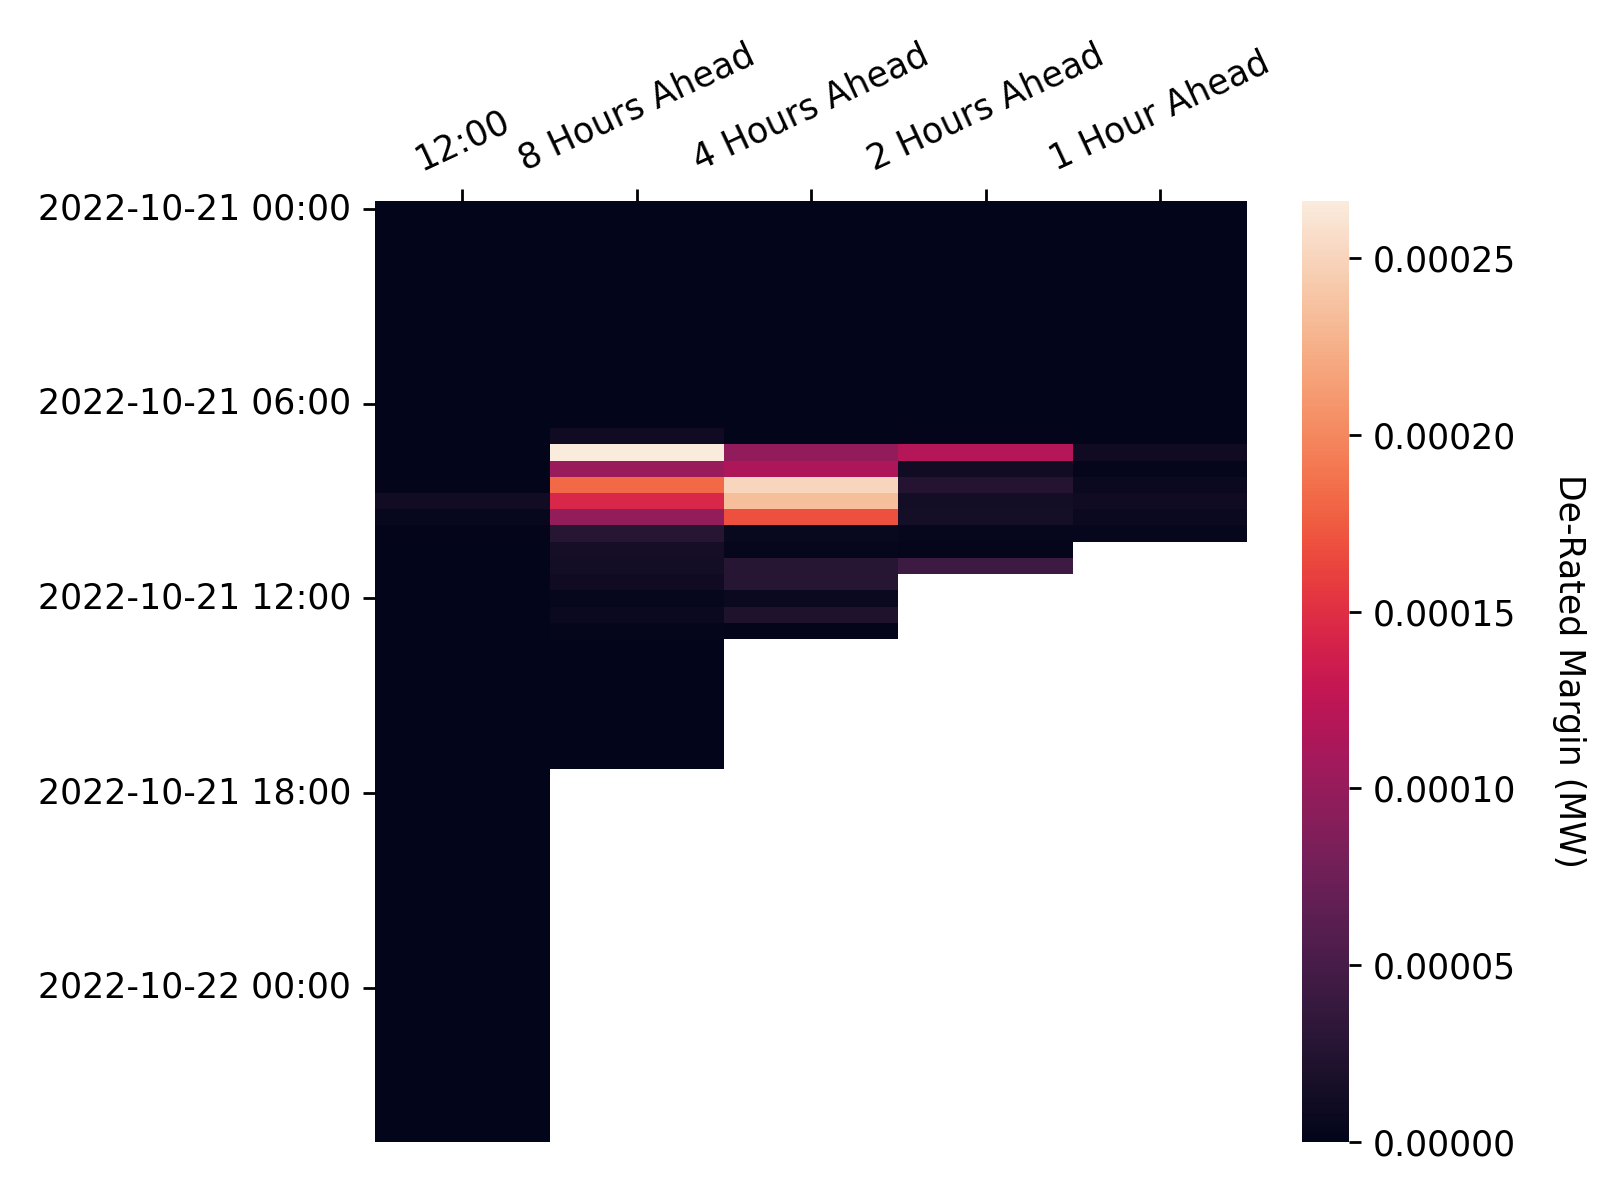 12:00
8 Hours Ahead
4 Hours Ahead
2 Hours Ahead
1 Hour Ahead
2022-10-21 00:00
2022-10-21 06:00
2022-10-21 12:00
2022-10-21 18:00
2022-10-22 00:00
0.00025
0.00020
0.00015
0.00010
0.00005
0.00000
De-Rated Margin (MW)